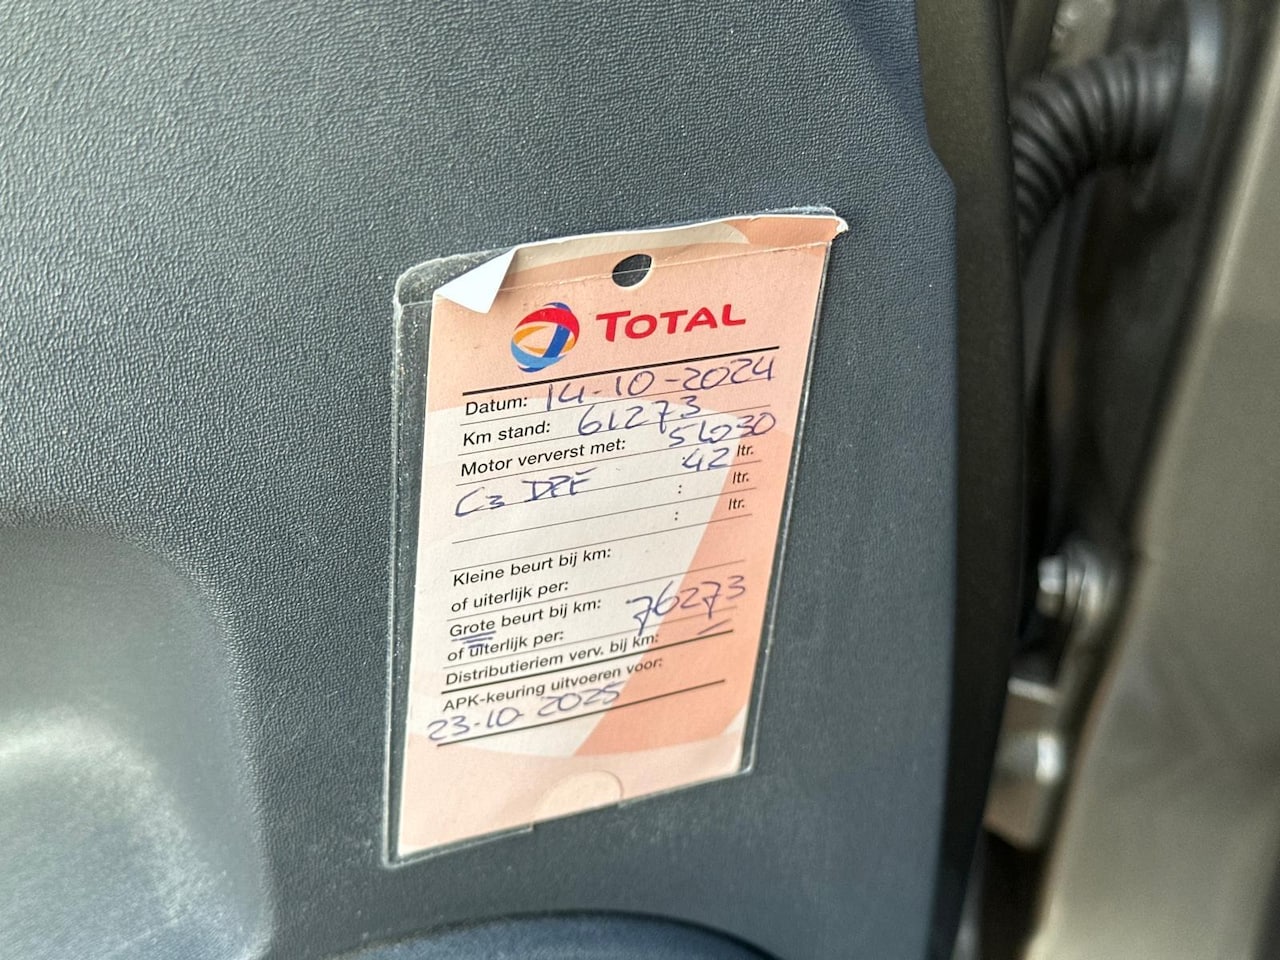 TOTAL
Datum: 14-10-2024
Km stand: 61273
Motor ververst met: 5W30
C3 DPF 42 ltr.
: ltr.
: ltr.
Kleine beurt bij km:
of uiterlijk per:
Grote beurt bij km: 76273
of uiterlijk per:
Distributieriem verv. bij km: -
APK-keuring uitvoeren voor:
23-10-2025